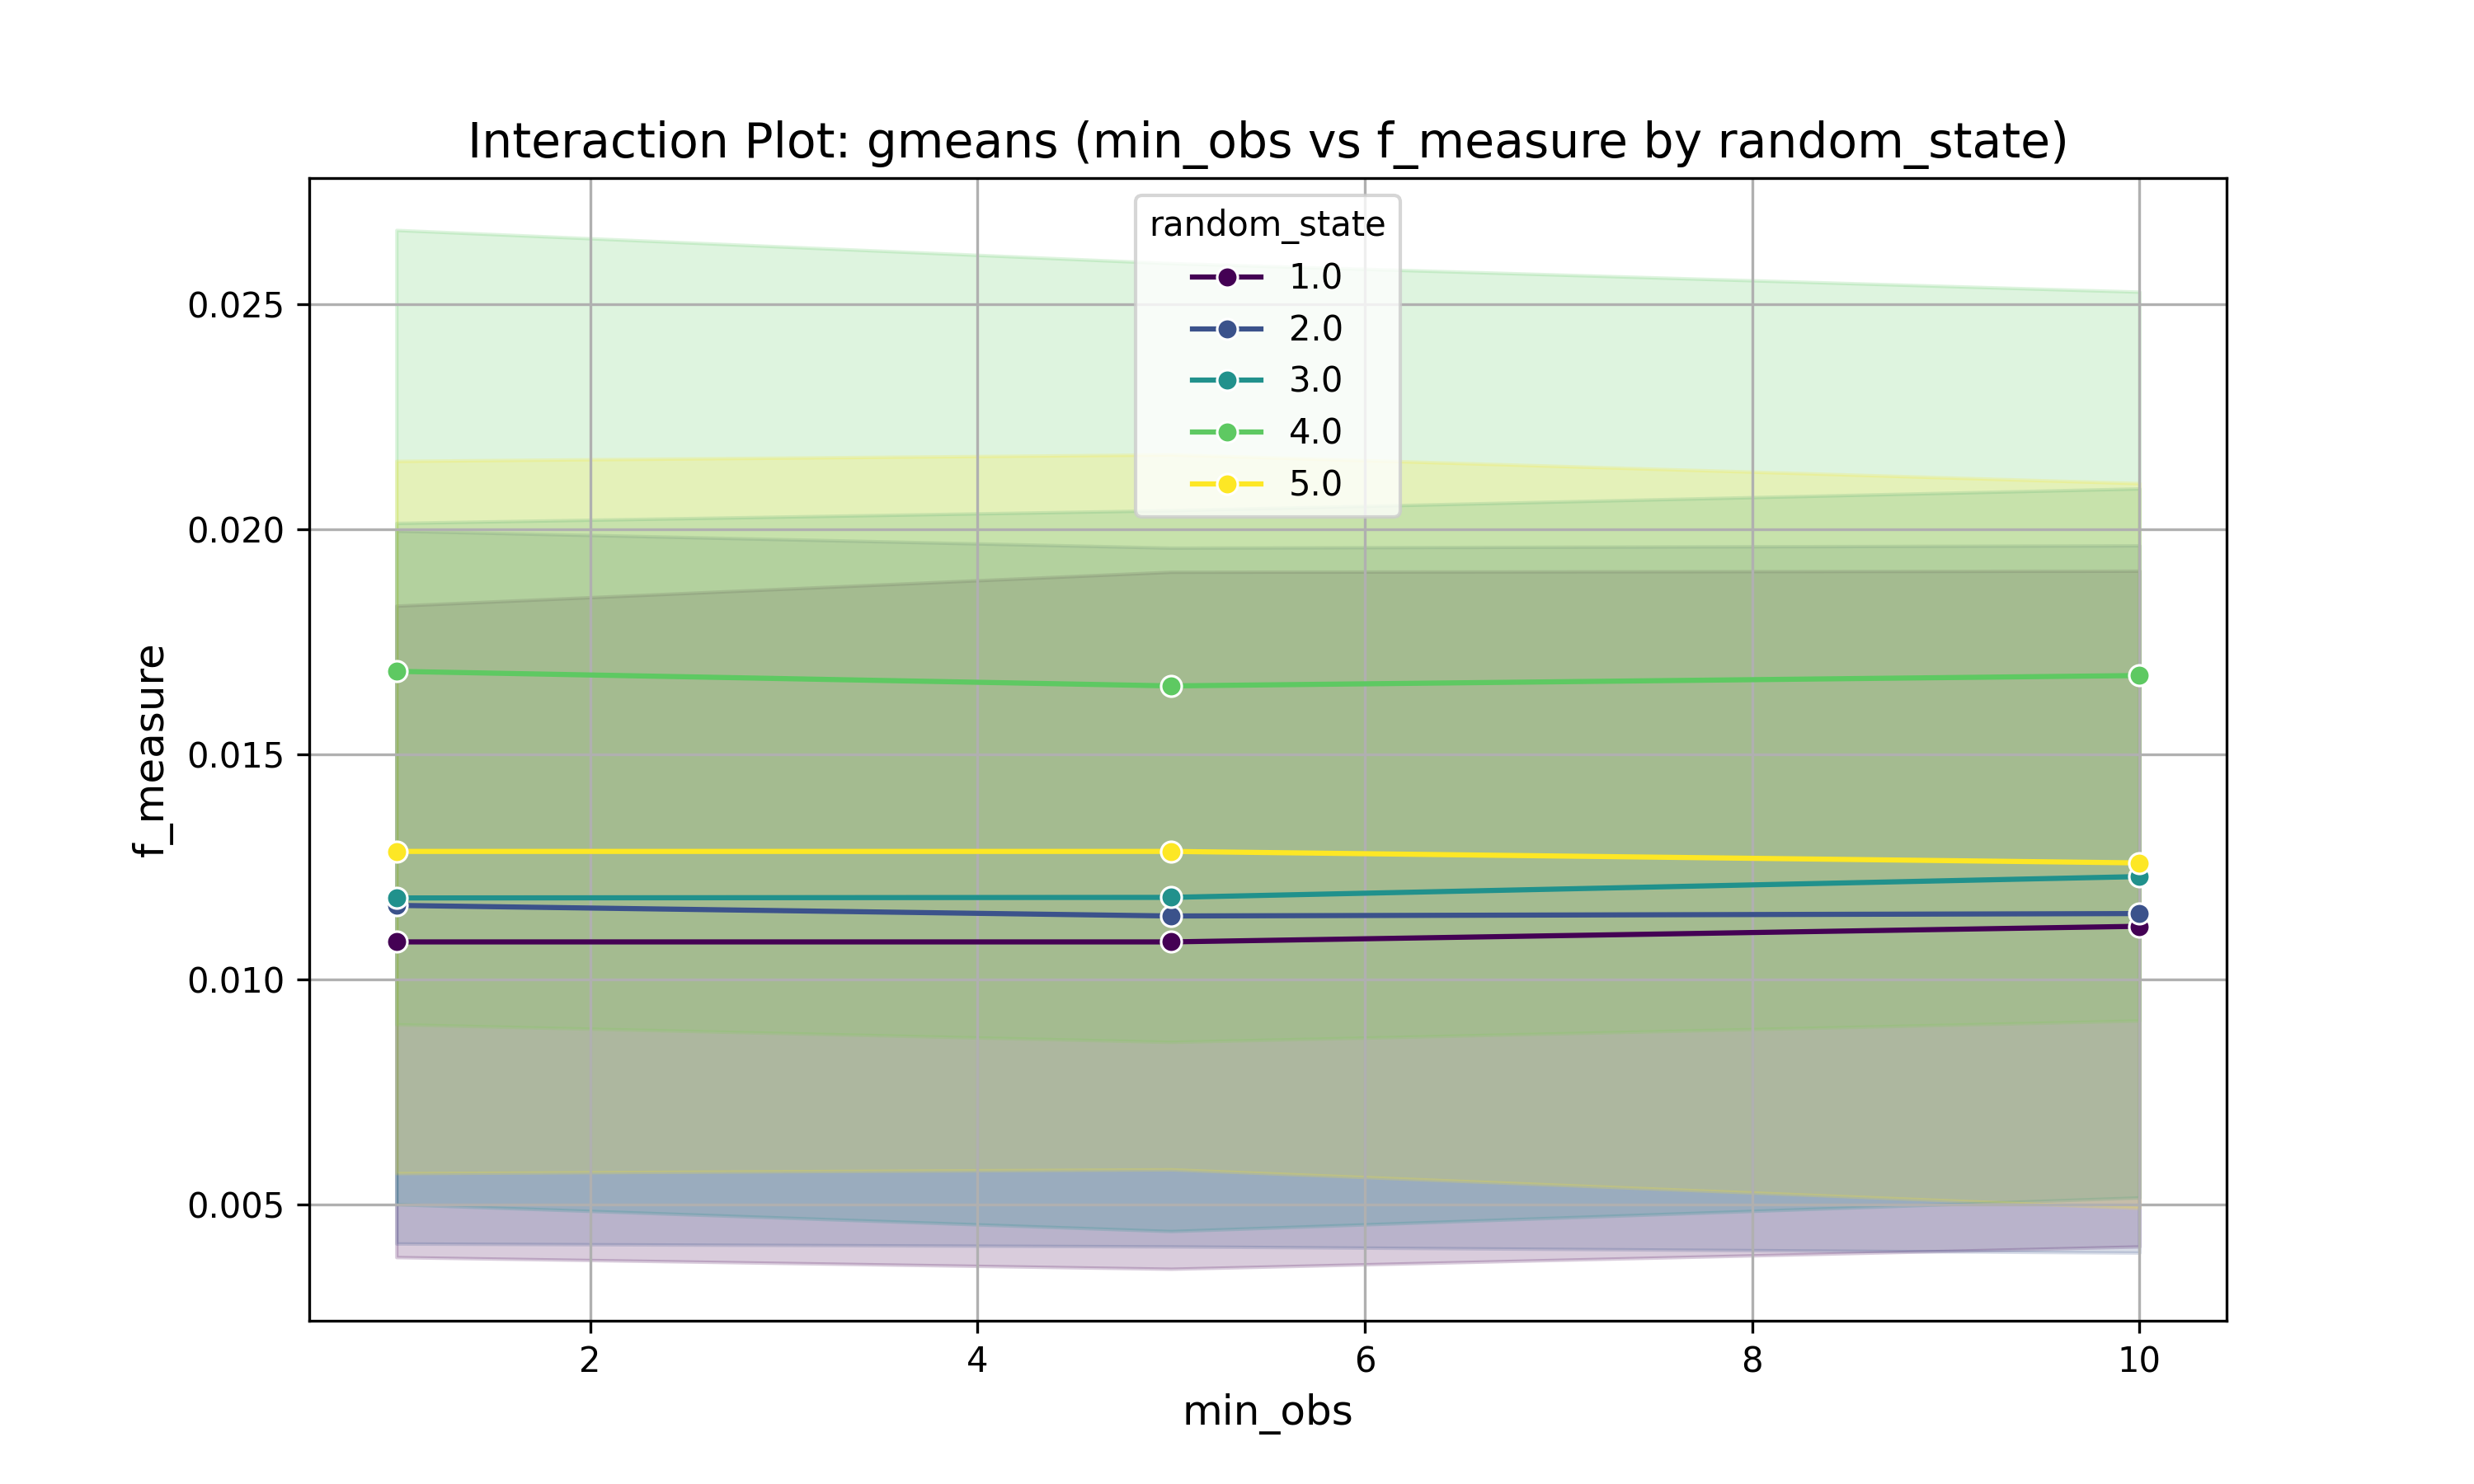 Interaction Plot: gmeans (min_obs vs f_measure by random_state)
random_state
1.0
2.0
3.0
4.0
5.0
f_measure
0.025
0.020
0.015
0.010
0.005
2 4 6 8 10
min_obs